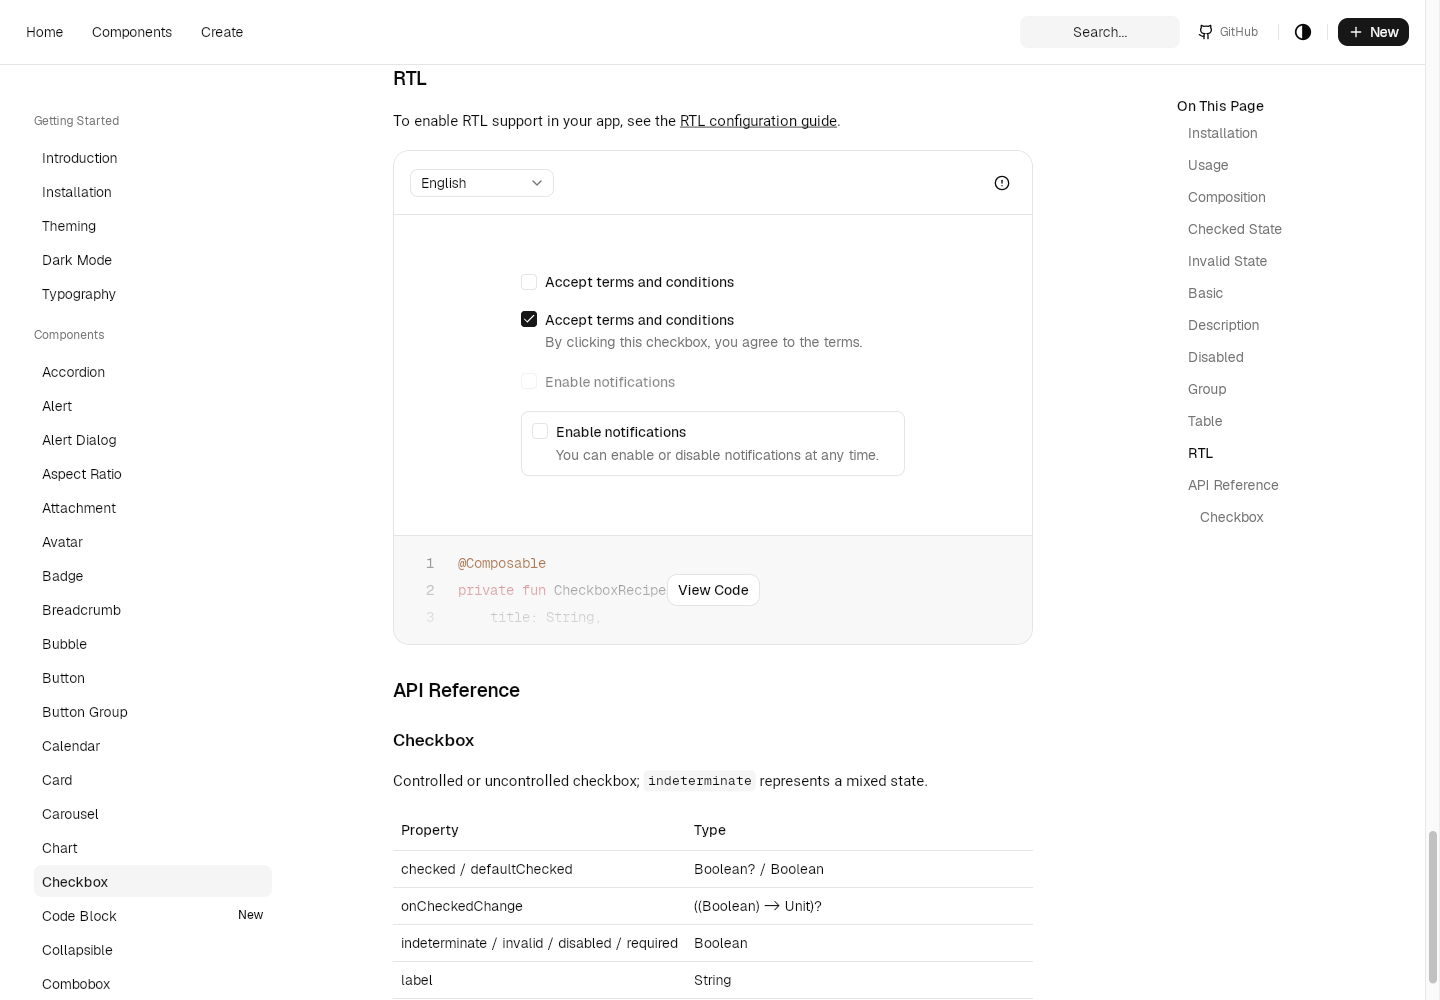 Home
Components
Create
Search...
GitHub
New
Getting Started
Introduction
Installation
Theming
Dark Mode
Typography
Components
Accordion
Alert
Alert Dialog
Aspect Ratio
Attachment
Avatar
Badge
Breadcrumb
Bubble
Button
Button Group
Calendar
Card
Carousel
Chart
Checkbox
Code Block New
Collapsible
Combobox
RTL
To enable RTL support in your app, see the RTL configuration guide.
English
Accept terms and conditions
Accept terms and conditions
By clicking this checkbox, you agree to the terms.
Enable notifications
Enable notifications
You can enable or disable notifications at any time.
1 @Composable
2 private fun CheckboxRecipe
View Code
3 title: String,
API Reference
Checkbox
Controlled or uncontrolled checkbox; indeterminate represents a mixed state.
Property Type
checked / defaultChecked Boolean? / Boolean
onCheckedChange ((Boolean) -> Unit)?
indeterminate / invalid / disabled / required Boolean
label String
On This Page
Installation
Usage
Composition
Checked State
Invalid State
Basic
Description
Disabled
Group
Table
RTL
API Reference
Checkbox